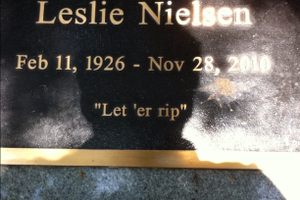 Leslie Nielsen
Feb 11, 1926 - Nov 28, 2010
"Let 'er rip"